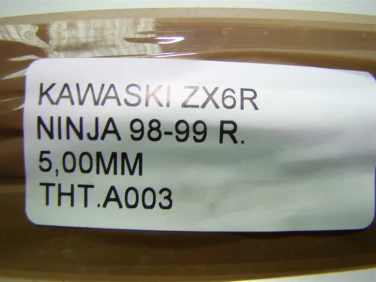 KAWASKI ZX6R
NINJA 98-99 R.
5,00MM
THT.A003